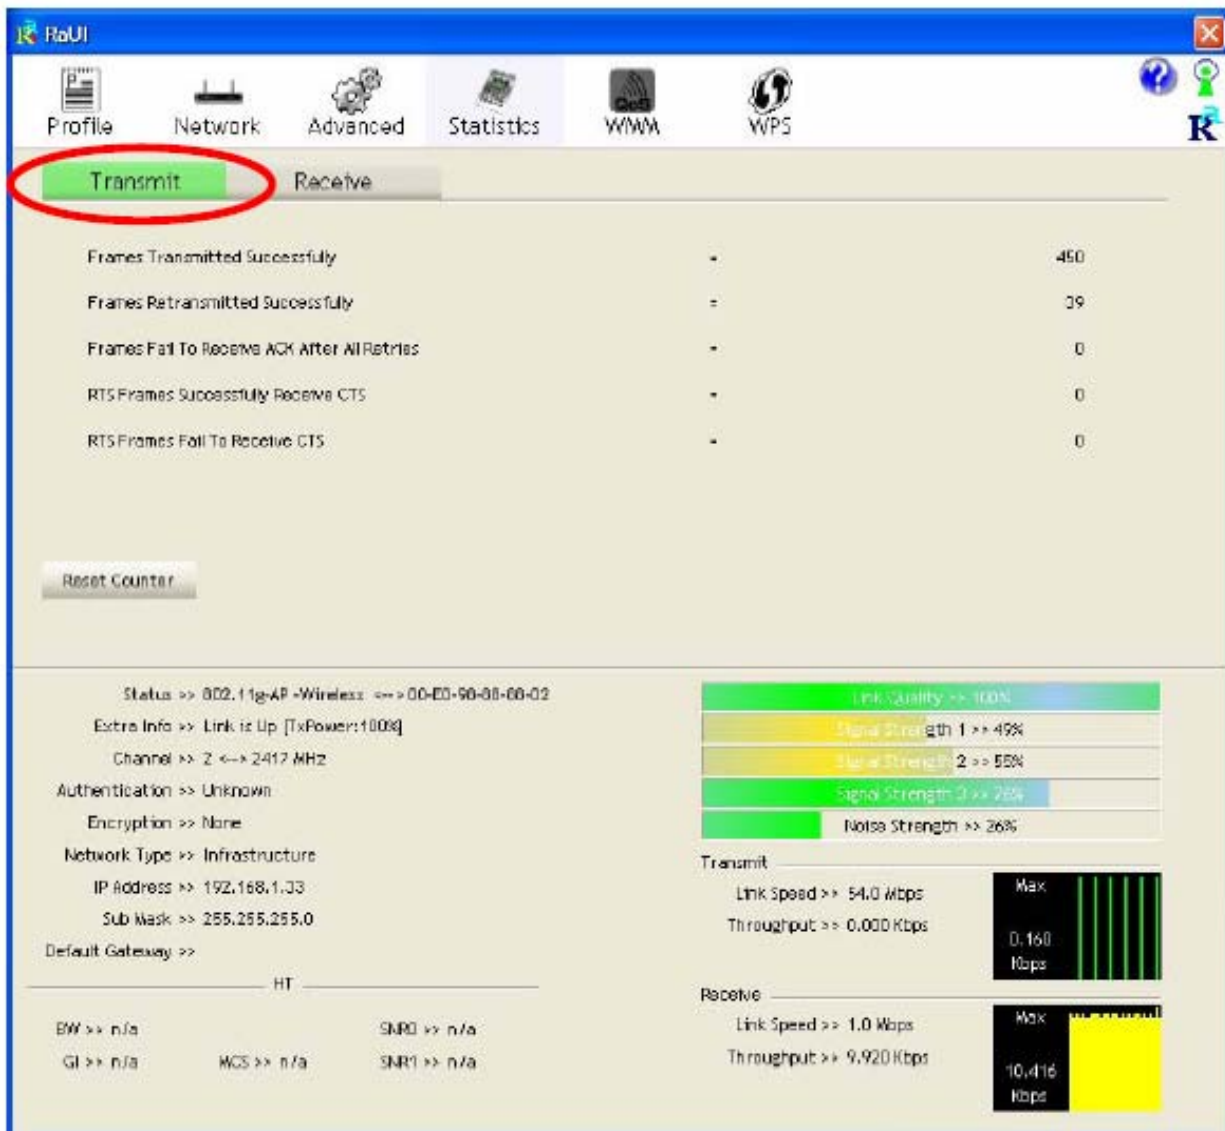 RaUI
Profile Network Advanced Statistics WMM WPS
QoS
Transmit Receive
Frames Transmitted Successfully = 450
Frames Retransmitted Successfully = 39
Frames Fail To Receive ACK After All Retries = 0
RTS Frames Successfully Receive CTS = 0
RTS Frames Fail To Receive CTS = 0
Reset Counter
Status >> 802.11g-AP -Wireless <--> 00-E0-98-88-88-02
Extra Info >> Link is Up [TxPower:100%]
Channel >> 2 <--> 2417 MHz
Authentication >> Unknown
Encryption >> None
Network Type >> Infrastructure
IP Address >> 192.168.1.33
Sub Mask >> 255.255.255.0
Default Gateway >>
HT
BW >> n/a SNR0 >> n/a
GI >> n/a MCS >> n/a SNR1 >> n/a
Link Quality >> 100%
Signal Strength 1 >> 49%
Signal Strength 2 >> 55%
Signal Strength 3 >> 26%
Noise Strength >> 26%
Transmit
Link Speed >> 54.0 Mbps
Throughput >> 0.000 Kbps
Max
0.160
Kbps
Receive
Link Speed >> 1.0 Mbps
Throughput >> 9.920 Kbps
Max
10.416
Kbps